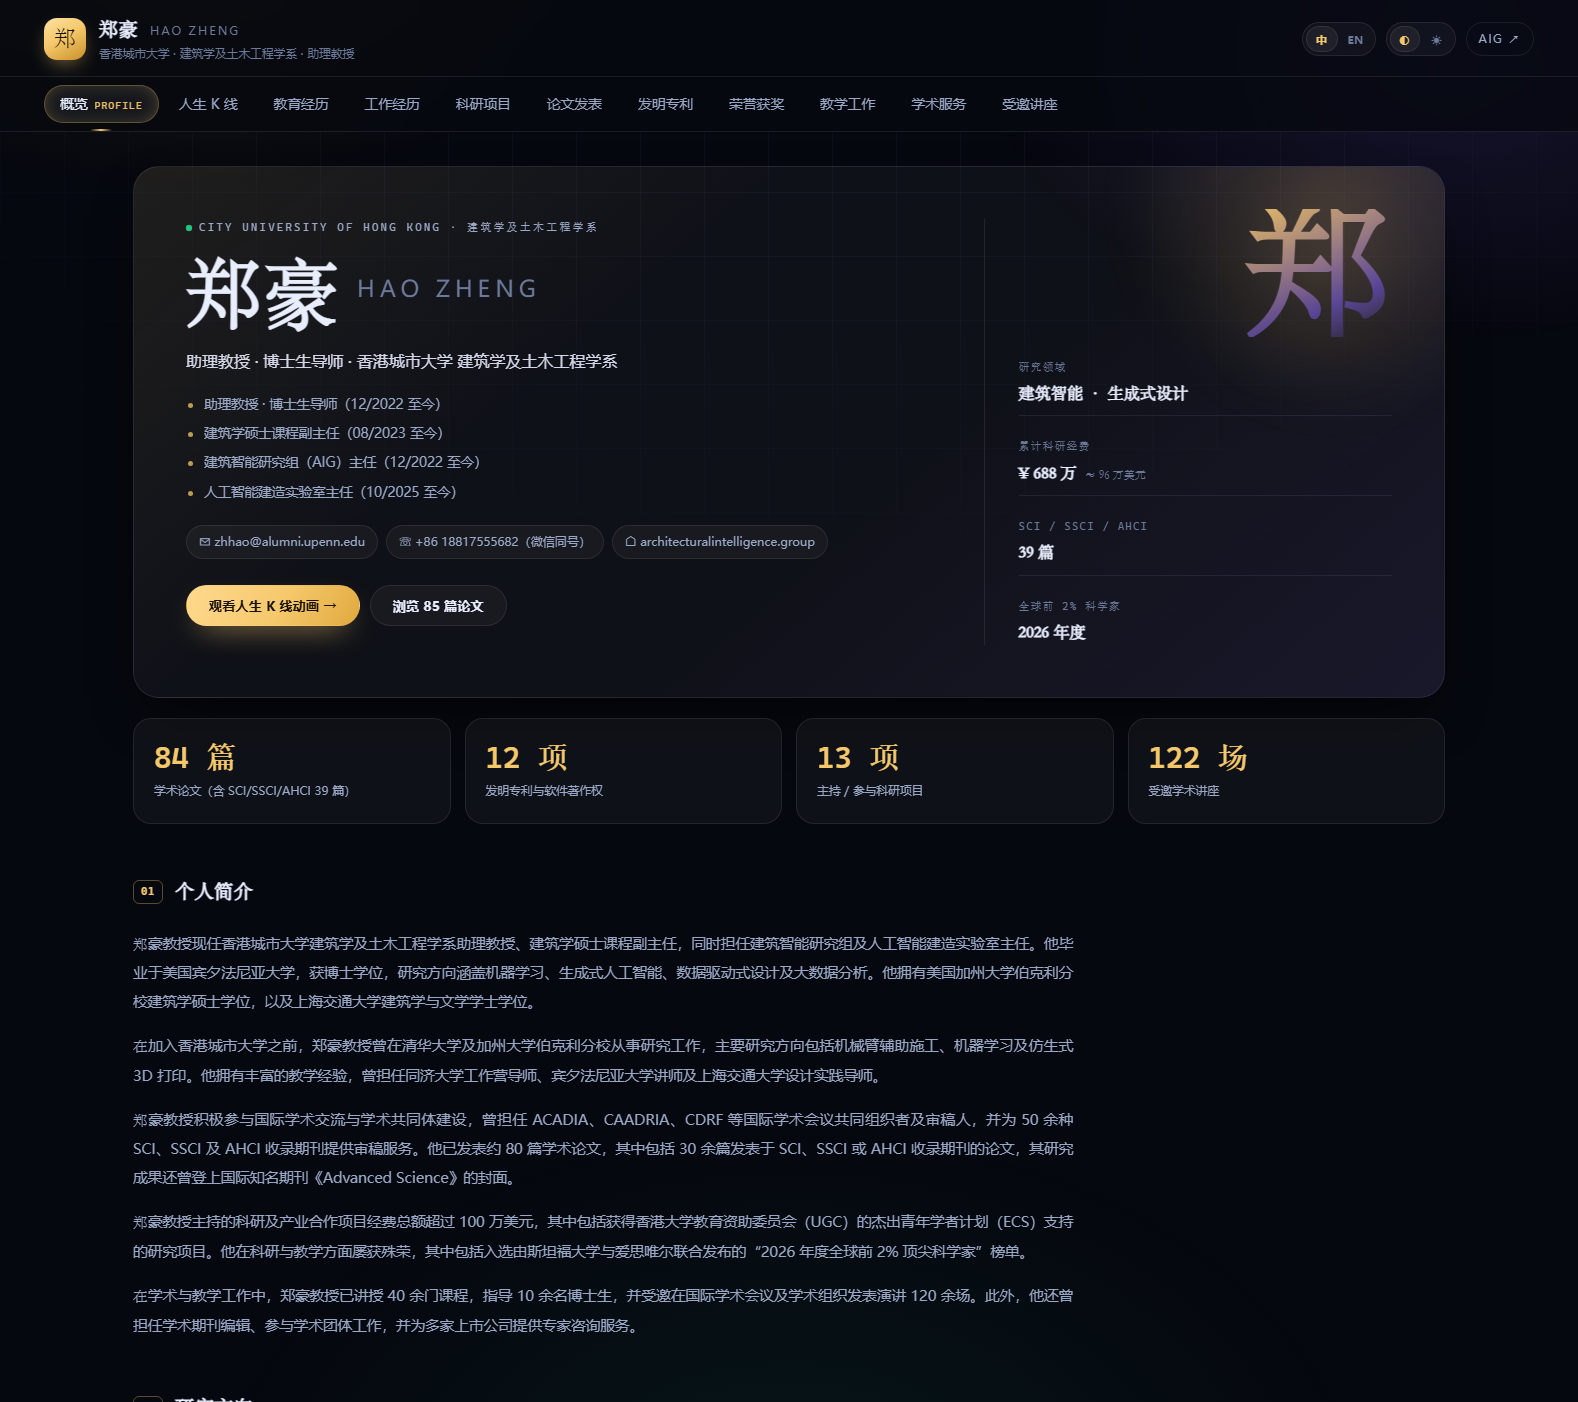 郑
郑豪 HAO ZHENG
香港城市大学 · 建筑学及土木工程学系 · 助理教授
中 EN
AIG ↗
概览 PROFILE
人生 K 线
教育经历
工作经历
科研项目
论文发表
发明专利
荣誉获奖
教学工作
学术服务
受邀讲座
CITY UNIVERSITY OF HONG KONG · 建筑学及土木工程学系
郑豪 HAO ZHENG
助理教授 · 博士生导师 · 香港城市大学 建筑学及土木工程学系
助理教授 · 博士生导师（12/2022 至今）
建筑学硕士课程副主任（08/2023 至今）
建筑智能研究组（AIG）主任（12/2022 至今）
人工智能建造实验室主任（10/2025 至今）
zhhao@alumni.upenn.edu
+86 18817555682（微信同号）
architecturalintelligence.group
观看人生 K 线动画 →
浏览 85 篇论文
郑
研究领域
建筑智能 · 生成式设计
累计科研经费
¥ 688 万 ≈ 96 万美元
SCI / SSCI / AHCI
39 篇
全球前 2% 科学家
2026 年度
84 篇
学术论文（含 SCI/SSCI/AHCI 39 篇）
12 项
发明专利与软件著作权
13 项
主持 / 参与科研项目
122 场
受邀学术讲座
01 个人简介
郑豪教授现任香港城市大学建筑学及土木工程学系助理教授、建筑学硕士课程副主任，同时担任建筑智能研究组及人工智能建造实验室主任。他毕
业于美国宾夕法尼亚大学，获博士学位，研究方向涵盖机器学习、生成式人工智能、数据驱动式设计及大数据分析。他拥有美国加州大学伯克利分
校建筑学硕士学位，以及上海交通大学建筑学与文学学士学位。
在加入香港城市大学之前，郑豪教授曾在清华大学及加州大学伯克利分校从事研究工作，主要研究方向包括机械臂辅助施工、机器学习及仿生式
3D 打印。他拥有丰富的教学经验，曾担任同济大学工作营导师、宾夕法尼亚大学讲师及上海交通大学设计实践导师。
郑豪教授积极参与国际学术交流与学术共同体建设，曾担任 ACADIA、CAADRIA、CDRF 等国际学术会议共同组织者及审稿人，并为 50 余种
SCI、SSCI 及 AHCI 收录期刊提供审稿服务。他已发表约 80 篇学术论文，其中包括 30 余篇发表于 SCI、SSCI 或 AHCI 收录期刊的论文，其研究
成果还曾登上国际知名期刊《Advanced Science》的封面。
郑豪教授主持的科研及产业合作项目经费总额超过 100 万美元，其中包括获得香港大学教育资助委员会（UGC）的杰出青年学者计划（ECS）支持
的研究项目。他在科研与教学方面屡获殊荣，其中包括入选由斯坦福大学与爱思唯尔联合发布的“2026 年度全球前 2% 顶尖科学家”榜单。
在学术与教学工作中，郑豪教授已讲授 40 余门课程，指导 10 余名博士生，并受邀在国际学术会议及学术组织发表演讲 120 余场。此外，他还曾
担任学术期刊编辑、参与学术团体工作，并为多家上市公司提供专家咨询服务。